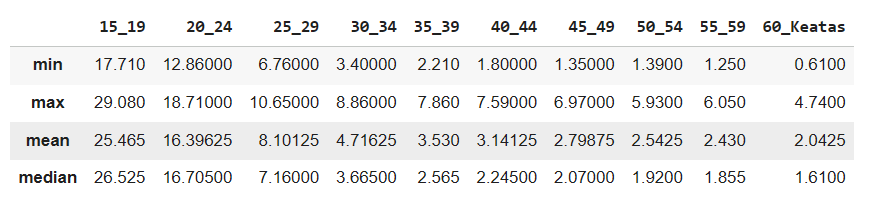 15_19 20_24 25_29 30_34 35_39 40_44 45_49 50_54 55_59 60_Keatas
min 17.710 12.86000 6.76000 3.40000 2.210 1.80000 1.35000 1.3900 1.250 0.6100
max 29.080 18.71000 10.65000 8.86000 7.860 7.59000 6.97000 5.9300 6.050 4.7400
mean 25.465 16.39625 8.10125 4.71625 3.530 3.14125 2.79875 2.5425 2.430 2.0425
median 26.525 16.70500 7.16000 3.66500 2.565 2.24500 2.07000 1.9200 1.855 1.6100